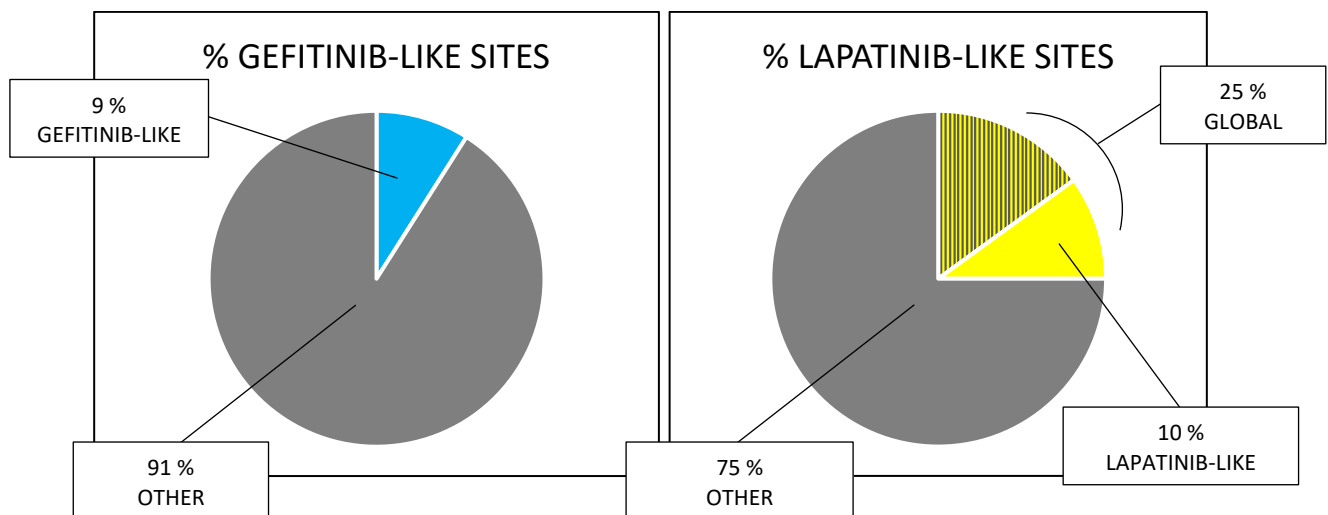 % GEFITINIB-LIKE SITES
9 %
GEFITINIB-LIKE
91 %
OTHER
% LAPATINIB-LIKE SITES
25 %
GLOBAL
10 %
LAPATINIB-LIKE
75 %
OTHER